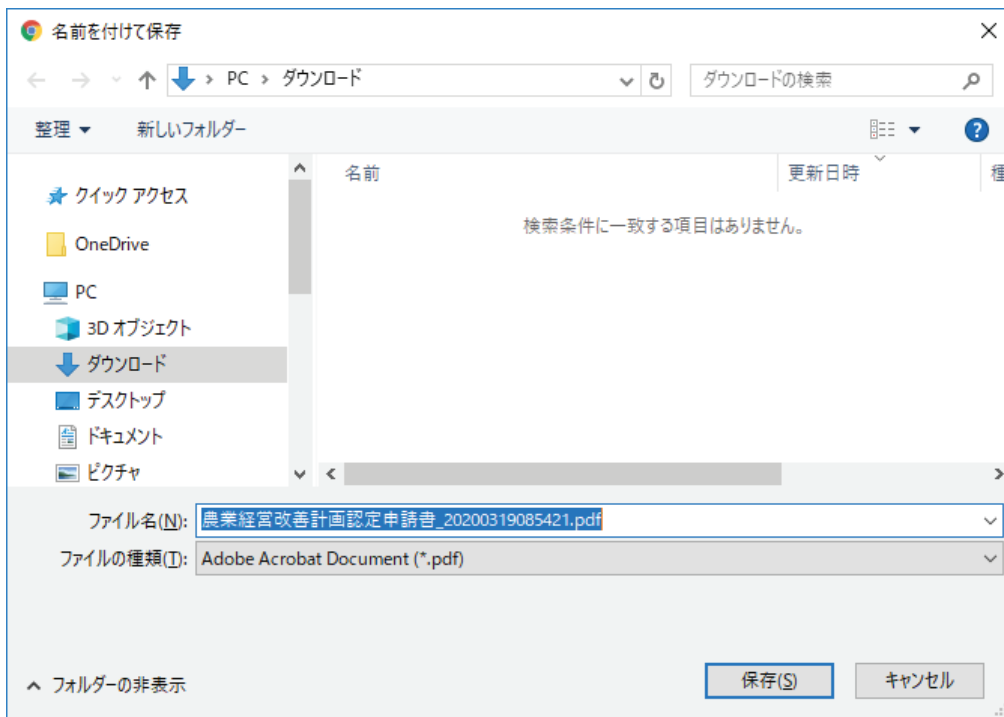 名前を付けて保存
PC › ダウンロード
ダウンロードの検索
整理
新しいフォルダー
名前
更新日時
種
検索条件に一致する項目はありません。
クイック アクセス
OneDrive
PC
3D オブジェクト
ダウンロード
デスクトップ
ドキュメント
ピクチャ
ファイル名(N): 農業経営改善計画認定申請書_20200319085421.pdf
ファイルの種類(T): Adobe Acrobat Document (*.pdf)
フォルダーの非表示
保存(S)
キャンセル